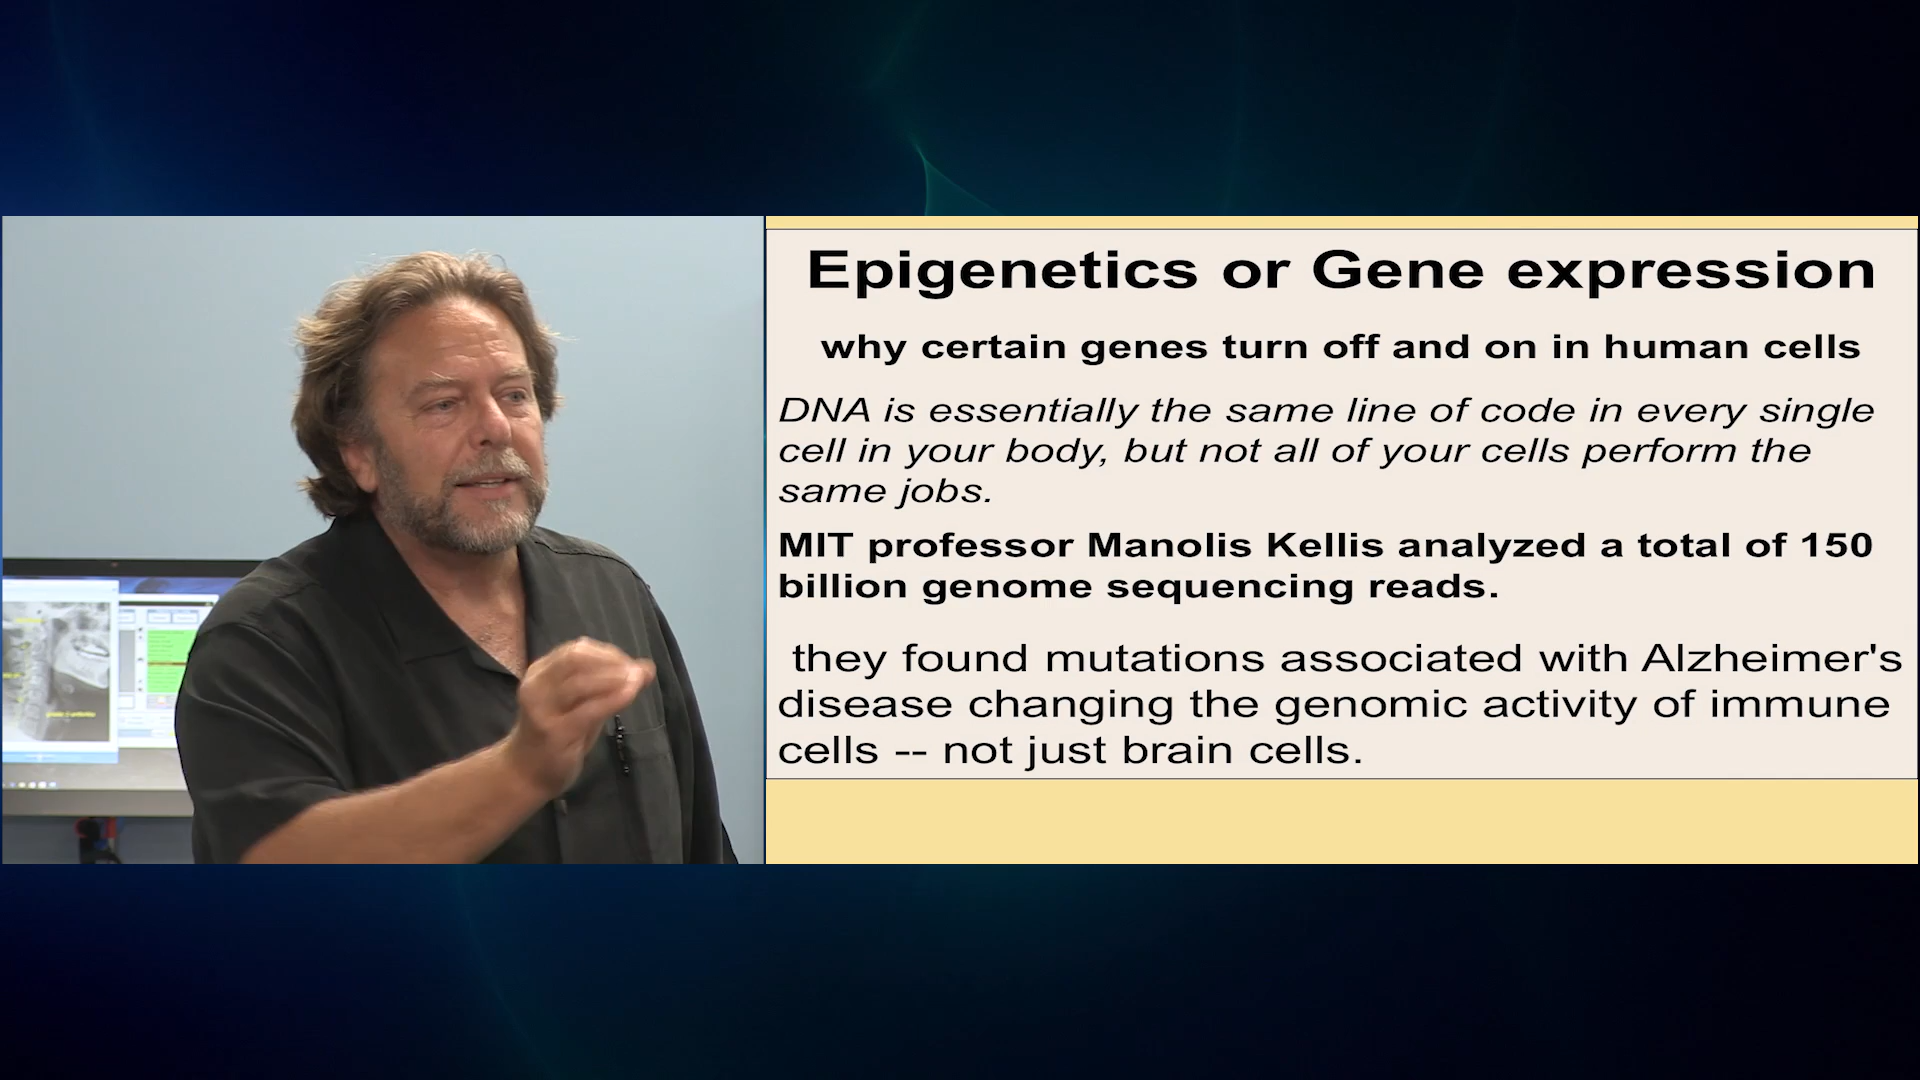 Epigenetics or Gene expression
why certain genes turn off and on in human cells
DNA is essentially the same line of code in every single
cell in your body, but not all of your cells perform the
same jobs.
MIT professor Manolis Kellis analyzed a total of 150
billion genome sequencing reads.
they found mutations associated with Alzheimer's
disease changing the genomic activity of immune
cells -- not just brain cells.